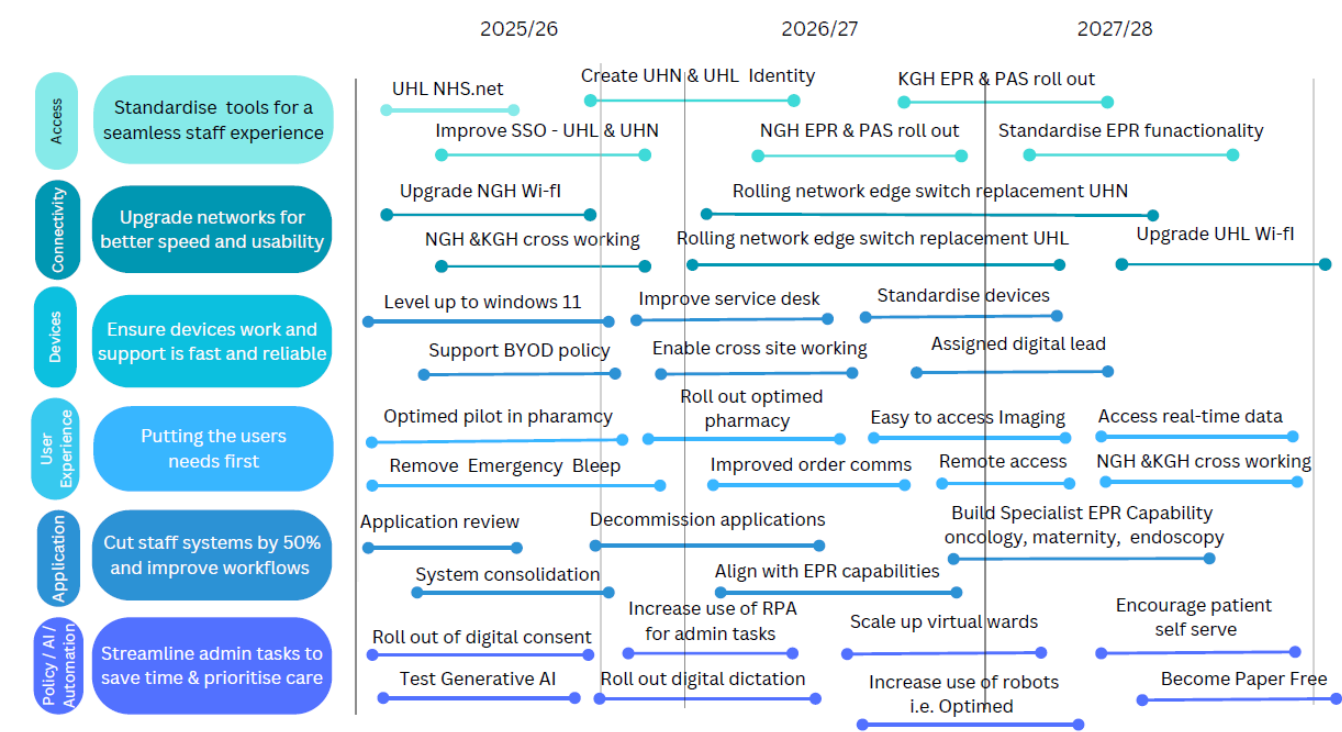 2025/26
2026/27
2027/28
Access
Standardise tools for a
seamless staff experience
UHL NHS.net
Create UHN & UHL Identity
KGH EPR & PAS roll out
Improve SSO - UHL & UHN
NGH EPR & PAS roll out
Standardise EPR funactionality
Connectivity
Upgrade networks for
better speed and usability
Upgrade NGH Wi-fI
Rolling network edge switch replacement UHN
NGH &KGH cross working
Rolling network edge switch replacement UHL
Upgrade UHL Wi-fI
Devices
Ensure devices work and
support is fast and reliable
Level up to windows 11
Improve service desk
Standardise devices
Support BYOD policy
Enable cross site working
Assigned digital lead
User
Experience
Putting the users
needs first
Optimed pilot in pharamcy
Roll out optimed
pharmacy
Easy to access Imaging
Access real-time data
Remove Emergency Bleep
Improved order comms
Remote access
NGH &KGH cross working
Application
Cut staff systems by 50%
and improve workflows
Application review
Decommission applications
Build Specialist EPR Capability
oncology, maternity, endoscopy
System consolidation
Align with EPR capabilities
Policy / AI /
Automation
Streamline admin tasks to
save time & prioritise care
Roll out of digital consent
Increase use of RPA
for admin tasks
Scale up virtual wards
Encourage patient
self serve
Test Generative AI
Roll out digital dictation
Increase use of robots
i.e. Optimed
Become Paper Free